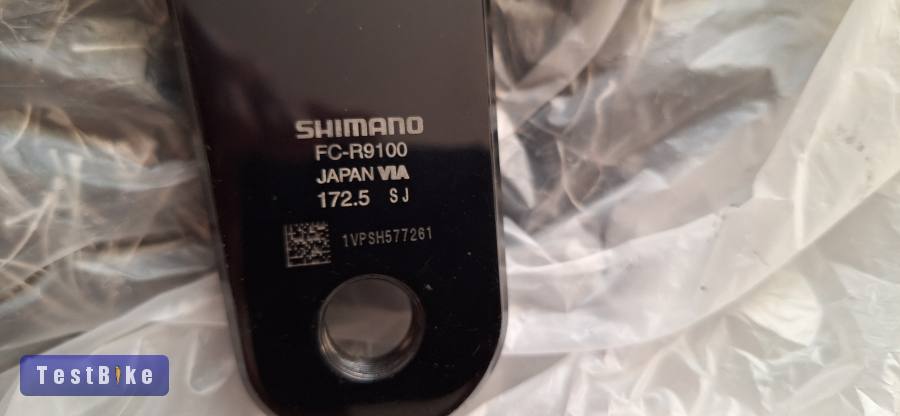 SHIMANO
FC-R9100
JAPAN VIA
172.5 SJ
1VPSH577261
TestBike